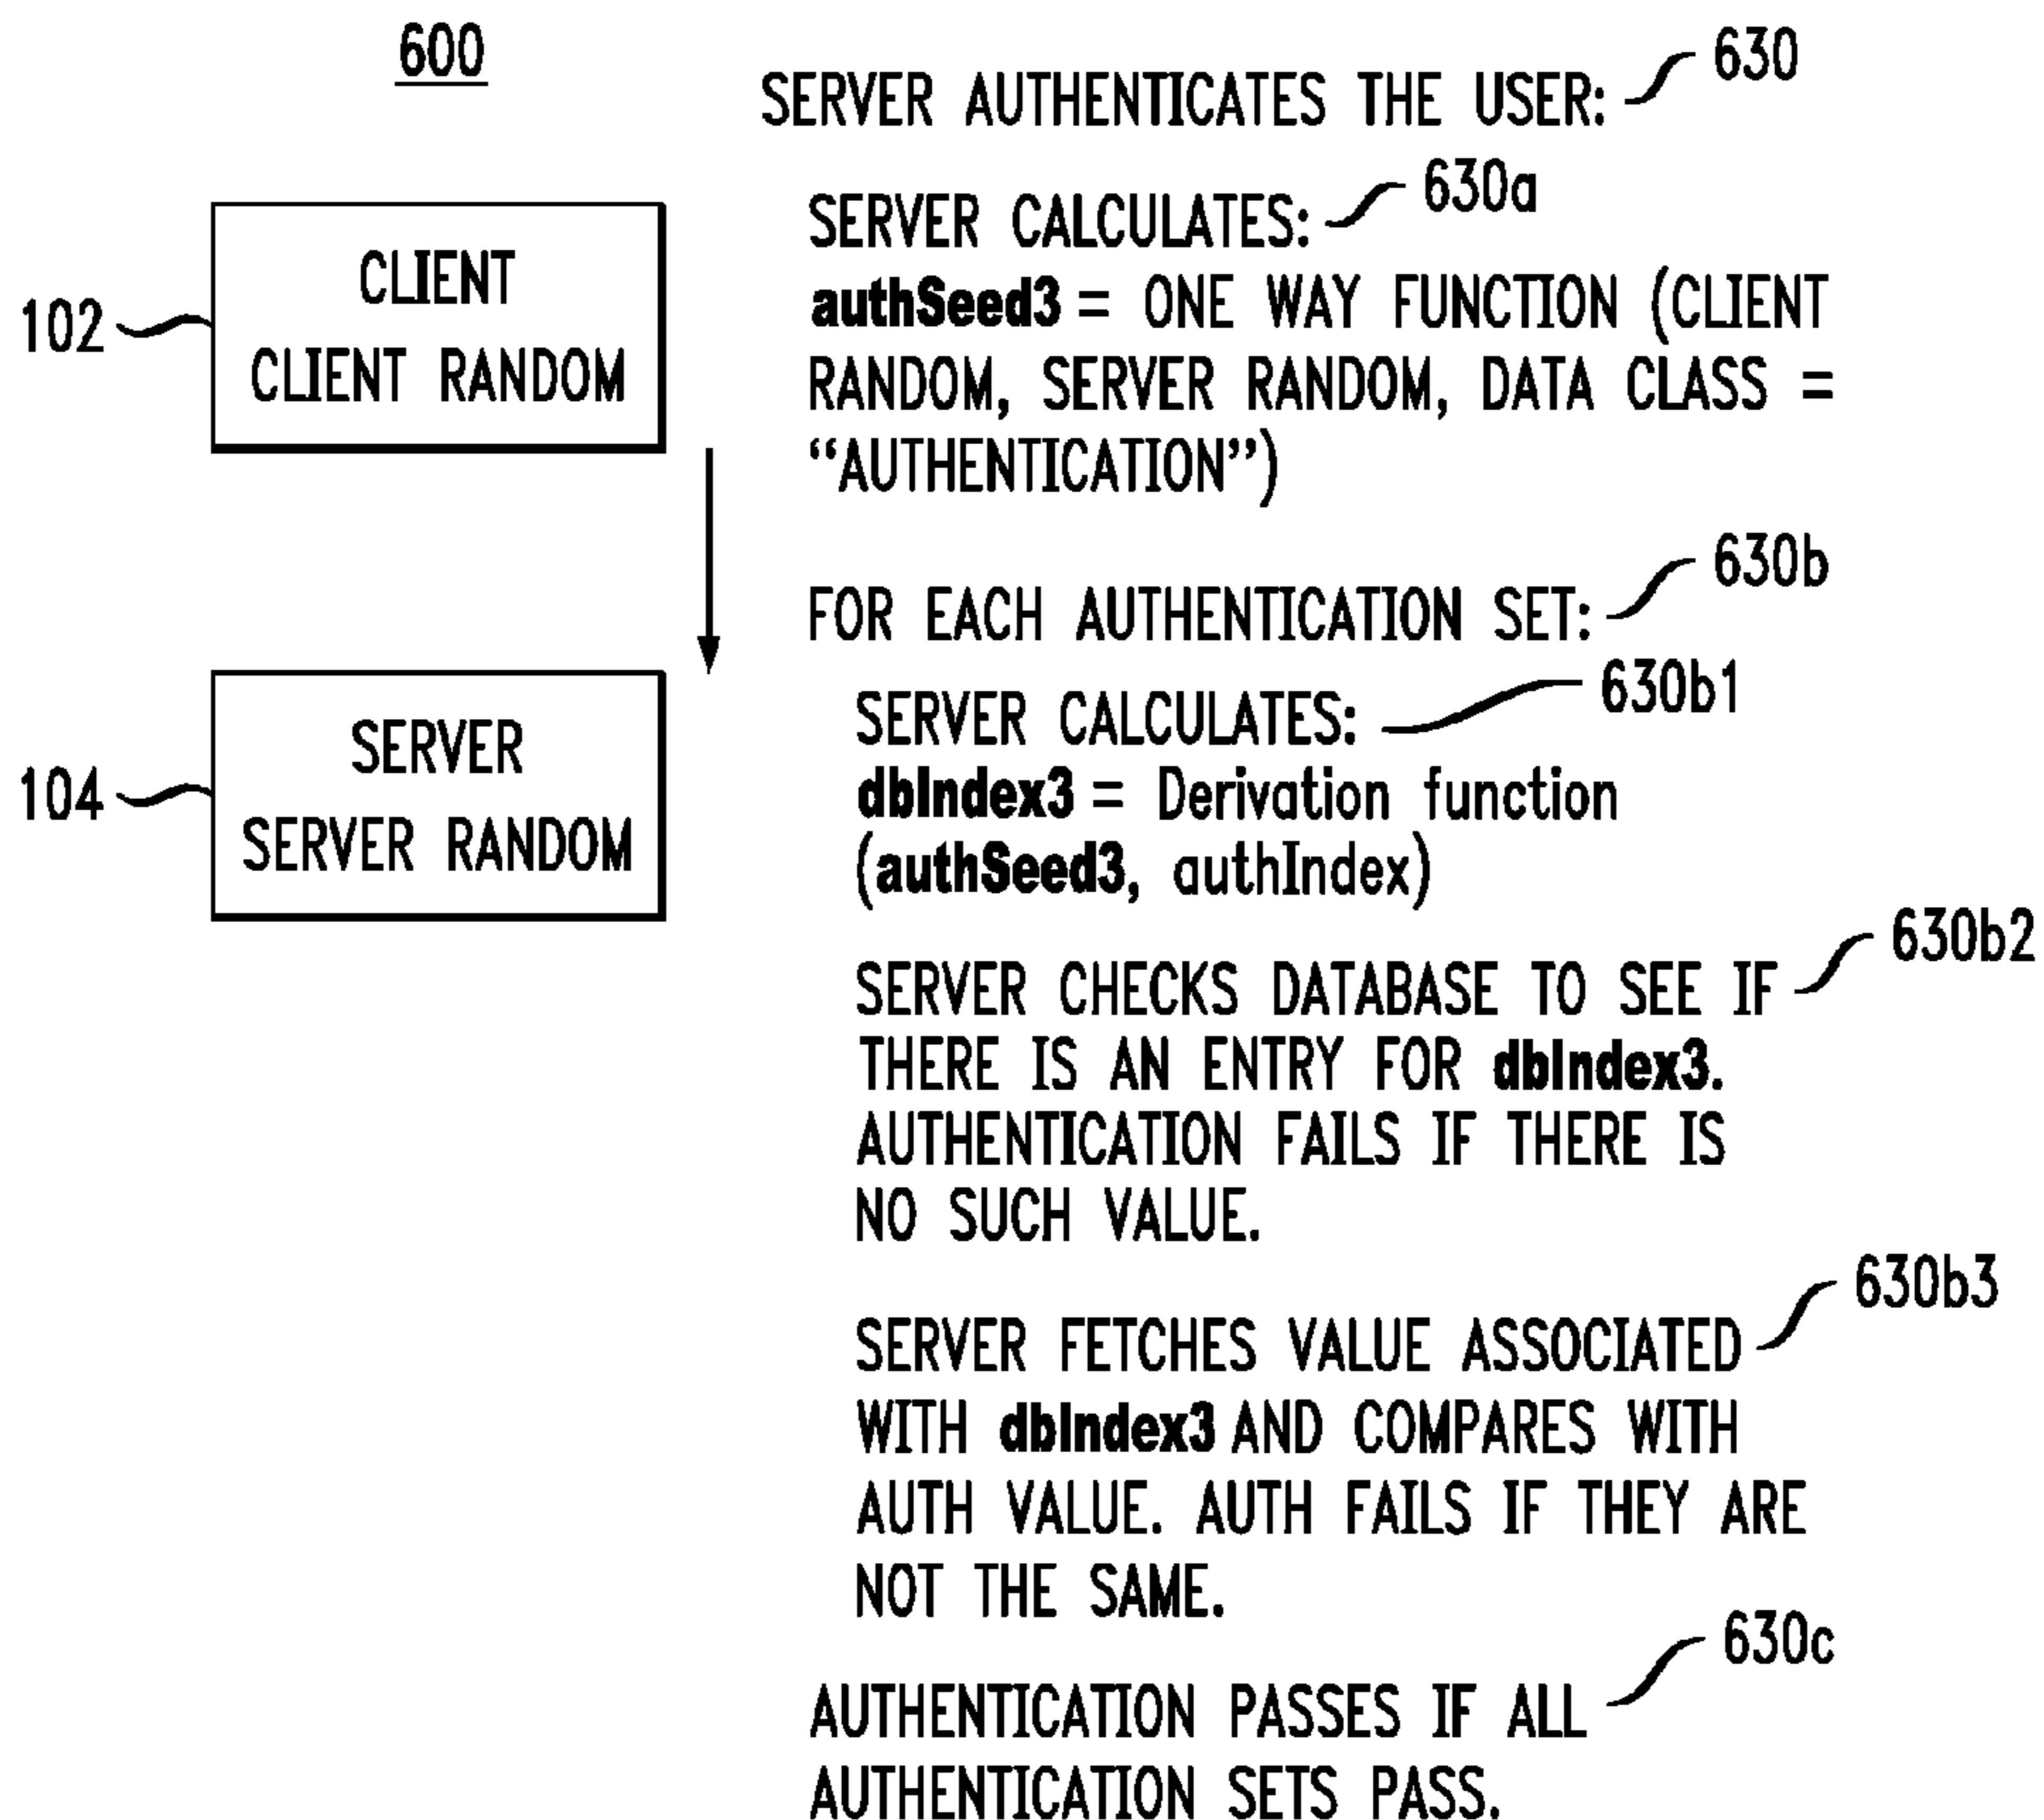 600
CLIENT
CLIENT RANDOM
102
SERVER
SERVER RANDOM
104
SERVER AUTHENTICATES THE USER:
630
SERVER CALCULATES:
630a
authSeed3 = ONE WAY FUNCTION (CLIENT
RANDOM, SERVER RANDOM, DATA CLASS =
“AUTHENTICATION”)
FOR EACH AUTHENTICATION SET:
630b
SERVER CALCULATES:
630b1
dbIndex3 = Derivation function
(authSeed3, authIndex)
SERVER CHECKS DATABASE TO SEE IF
630b2
THERE IS AN ENTRY FOR dbIndex3.
AUTHENTICATION FAILS IF THERE IS
NO SUCH VALUE.
SERVER FETCHES VALUE ASSOCIATED
630b3
WITH dbIndex3 AND COMPARES WITH
AUTH VALUE. AUTH FAILS IF THEY ARE
NOT THE SAME.
AUTHENTICATION PASSES IF ALL
630c
AUTHENTICATION SETS PASS.